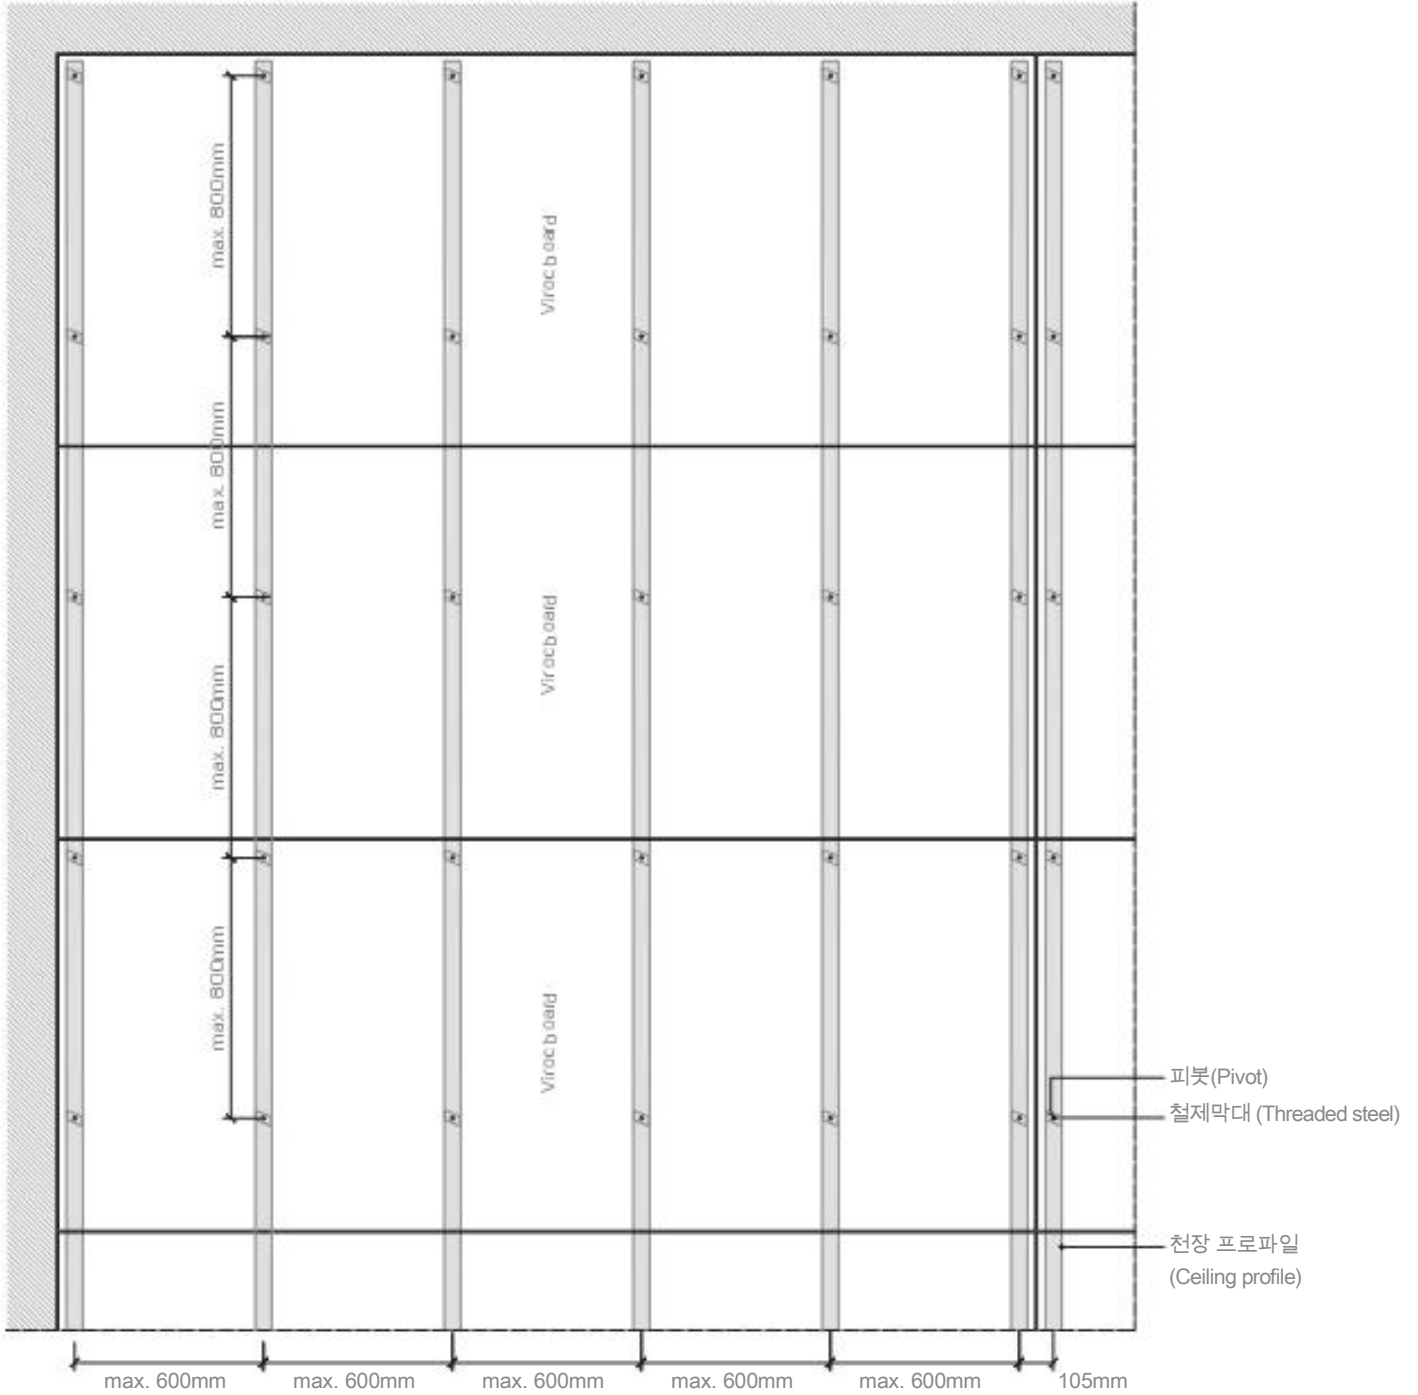 max. 800mm
max. 800mm
max. 800mm
max. 800mm
Viroc board
Viroc board
Viroc board
피봇(Pivot)
철제막대 (Threaded steel)
천장 프로파일
(Ceiling profile)
max. 600mm
max. 600mm
max. 600mm
max. 600mm
max. 600mm
105mm